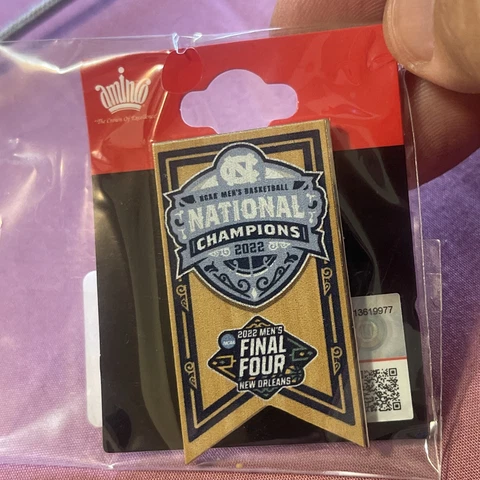 amino
"The Crown Of Excellence"
NC
NCAA MEN'S BASKETBALL
NATIONAL
CHAMPIONS
2022
NCAA
2022 MEN'S
FINAL
FOUR
NEW ORLEANS
13619977